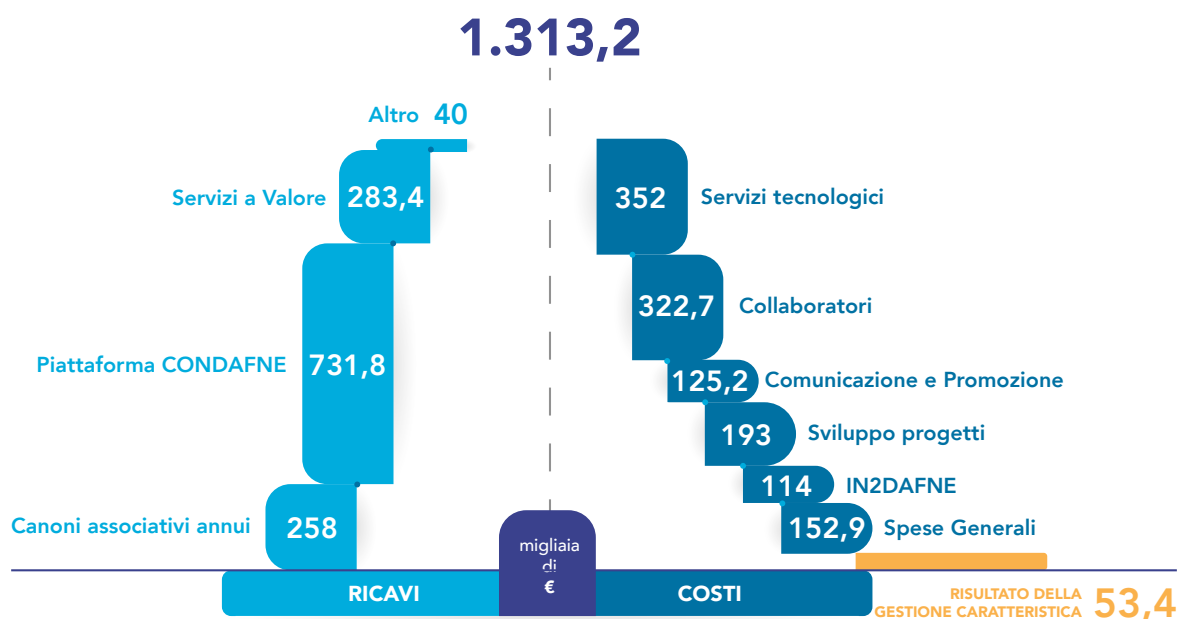 1.313,2
Altro 40
Servizi a Valore 283,4
Piattaforma CONDAFNE 731,8
Canoni associativi annui 258
352 Servizi tecnologici
322,7 Collaboratori
125,2 Comunicazione e Promozione
193 Sviluppo progetti
114 IN2DAFNE
152,9 Spese Generali
migliaia
di
€
RICAVI
COSTI
RISULTATO DELLA
GESTIONE CARATTERISTICA 53,4